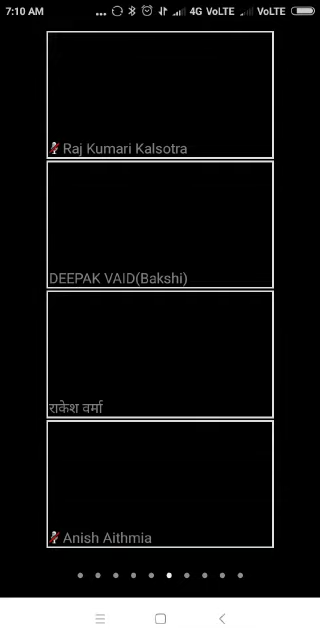 7:10 AM ... 4G VoLTE VoLTE
Raj Kumari Kalsotra
DEEPAK VAID(Bakshi)
राकेश वर्मा
Anish Aithmia